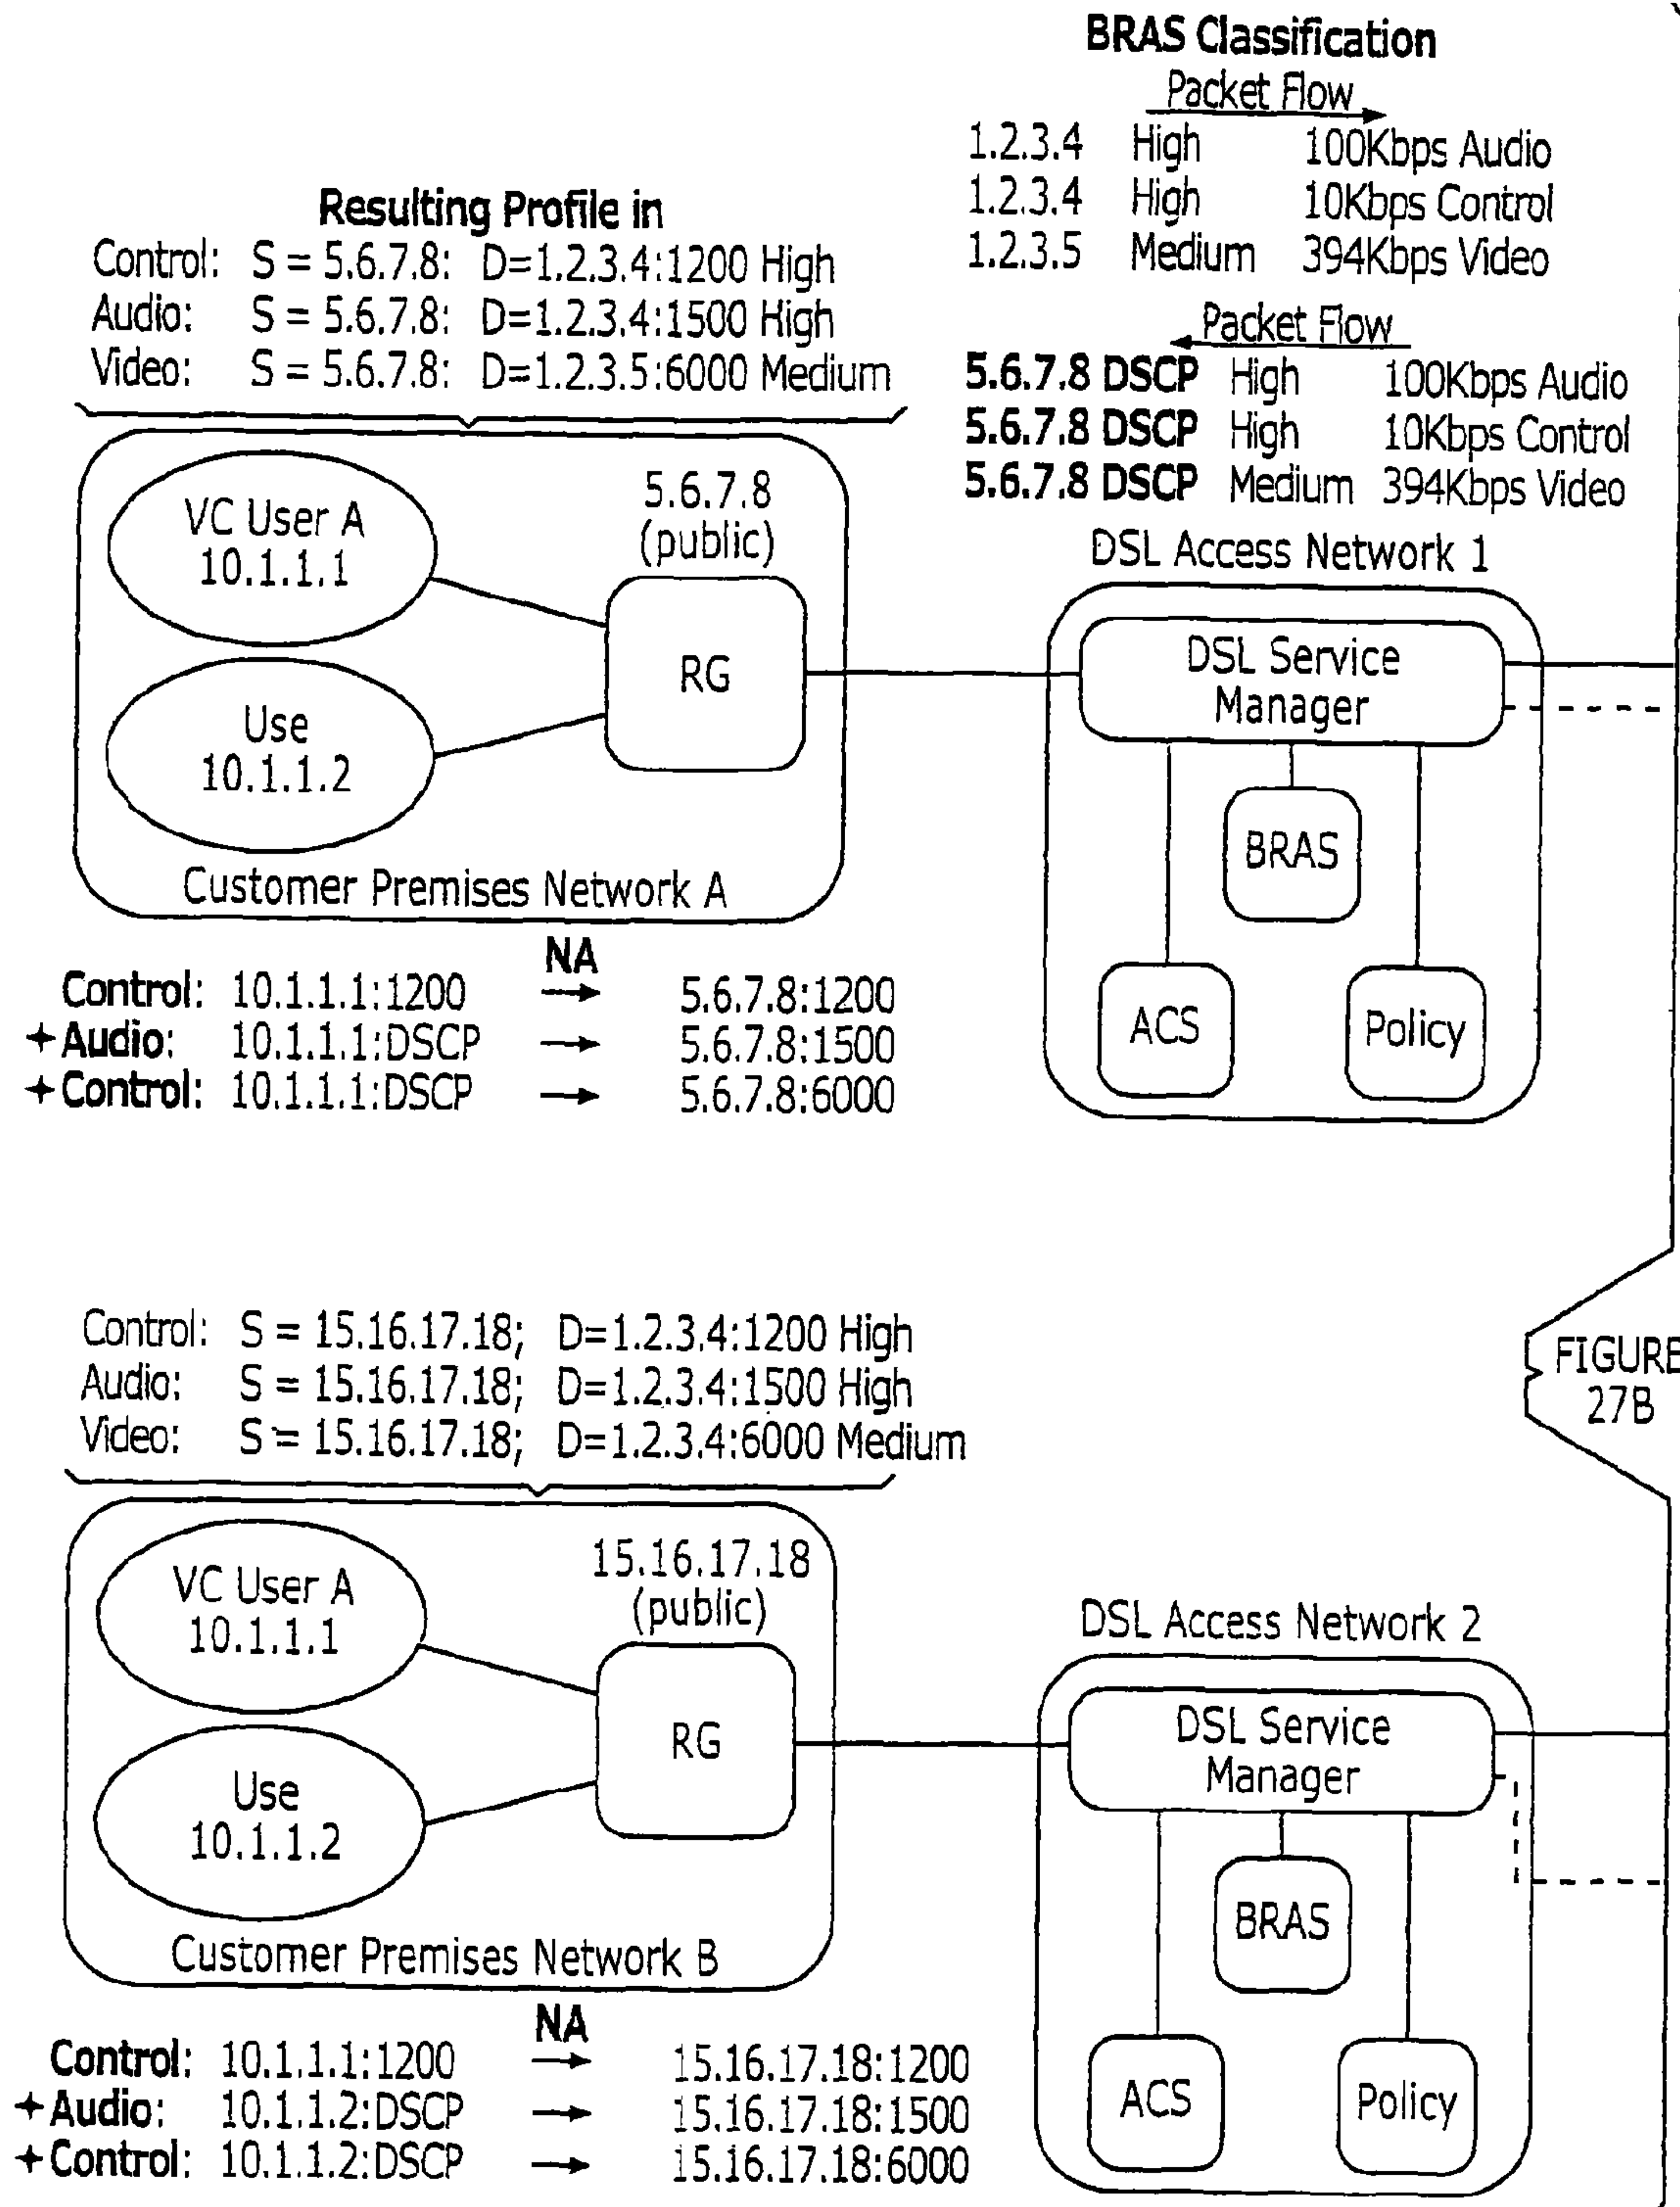 BRAS Classification
Packet Flow
1.2.3.4 High 100Kbps Audio
1.2.3.4 High 10Kbps Control
1.2.3.5 Medium 394Kbps Video
Packet Flow
5.6.7.8 DSCP High 100Kbps Audio
5.6.7.8 DSCP High 10Kbps Control
5.6.7.8 DSCP Medium 394Kbps Video
Resulting Profile in
Control: S = 5.6.7.8: D=1.2.3.4:1200 High
Audio: S = 5.6.7.8: D=1.2.3.4:1500 High
Video: S = 5.6.7.8: D=1.2.3.5:6000 Medium
VC User A
10.1.1.1
Use
10.1.1.2
5.6.7.8
(public)
RG
Customer Premises Network A
DSL Access Network 1
DSL Service
Manager
BRAS
ACS
Policy
NA
Control: 10.1.1.1:1200 → 5.6.7.8:1200
+Audio: 10.1.1.1:DSCP → 5.6.7.8:1500
+Control: 10.1.1.1:DSCP → 5.6.7.8:6000
FIGURE
27B
Control: S = 15.16.17.18; D=1.2.3.4:1200 High
Audio: S = 15.16.17.18; D=1.2.3.4:1500 High
Video: S = 15.16.17.18; D=1.2.3.4:6000 Medium
VC User A
10.1.1.1
Use
10.1.1.2
15.16.17.18
(public)
RG
Customer Premises Network B
DSL Access Network 2
DSL Service
Manager
BRAS
ACS
Policy
NA
Control: 10.1.1.1:1200 → 15.16.17.18:1200
+Audio: 10.1.1.2:DSCP → 15.16.17.18:1500
+Control: 10.1.1.2:DSCP → 15.16.17.18:6000